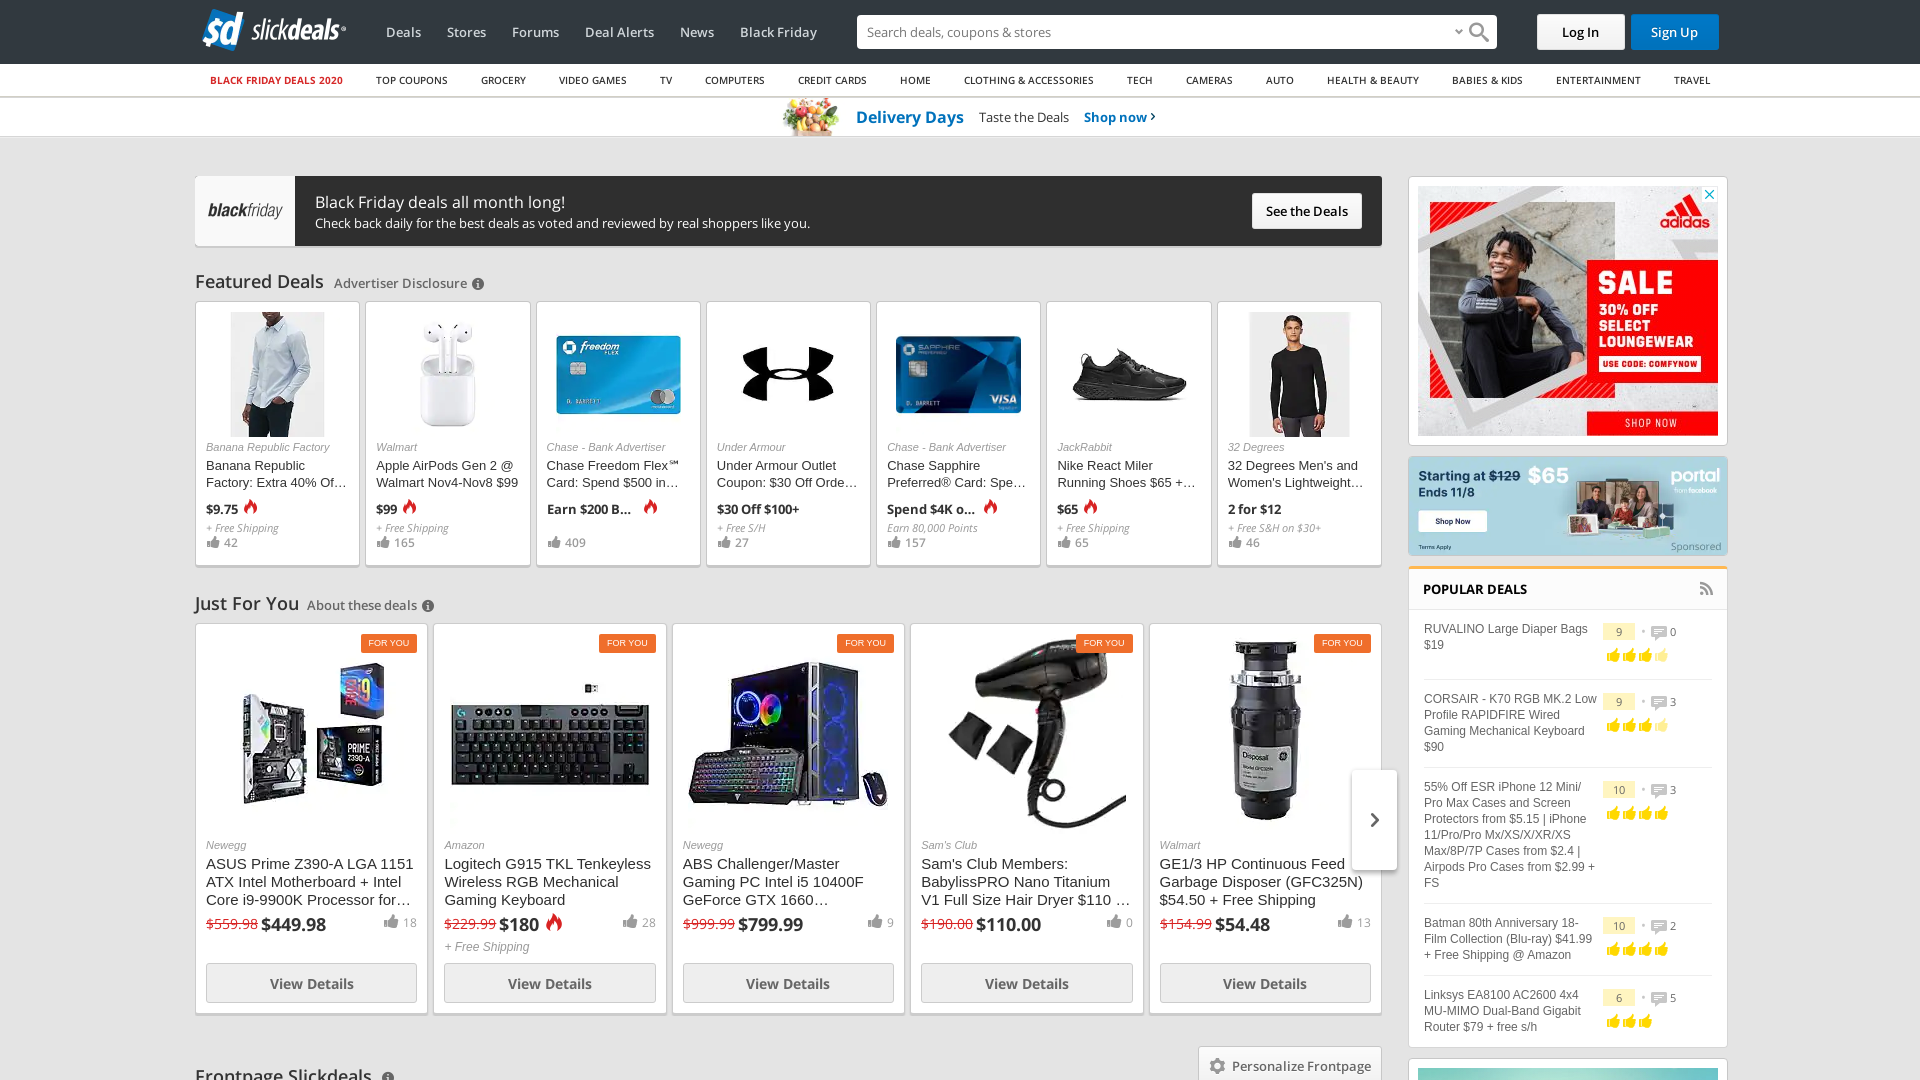 sd slickdeals
Deals
Stores
Forums
Deal Alerts
News
Black Friday
Search deals, coupons & stores
Log In
Sign Up
BLACK FRIDAY DEALS 2020
TOP COUPONS
GROCERY
VIDEO GAMES
TV
COMPUTERS
CREDIT CARDS
HOME
CLOTHING & ACCESSORIES
TECH
CAMERAS
AUTO
HEALTH & BEAUTY
BABIES & KIDS
ENTERTAINMENT
TRAVEL
Delivery Days Taste the Deals Shop now
blackfriday
Black Friday deals all month long!
Check back daily for the best deals as voted and reviewed by real shoppers like you.
See the Deals
Featured Deals Advertiser Disclosure
Banana Republic Factory
Banana Republic
Factory: Extra 40% Of…
$9.75
+ Free Shipping
42
Walmart
Apple AirPods Gen 2 @
Walmart Nov4-Nov8 $99
$99
+ Free Shipping
165
freedom
FLEX
D. BARRETT
Chase - Bank Advertiser
Chase Freedom Flex℠
Card: Spend $500 in…
Earn $200 B…
409
Under Armour
Under Armour Outlet
Coupon: $30 Off Orde…
$30 Off $100+
+ Free S/H
27
SAPPHIRE
PREFERRED
D. BARRETT
VISA
Chase - Bank Advertiser
Chase Sapphire
Preferred® Card: Spe…
Spend $4K o…
Earn 80,000 Points
157
JackRabbit
Nike React Miler
Running Shoes $65 +…
$65
+ Free Shipping
65
32 Degrees
32 Degrees Men's and
Women's Lightweight…
2 for $12
+ Free S&H on $30+
46
Just For You About these deals
FOR YOU
PRIME
Z390-A
Newegg
ASUS Prime Z390-A LGA 1151
ATX Intel Motherboard + Intel
Core i9-9900K Processor for…
$559.98 $449.98
18
View Details
FOR YOU
Amazon
Logitech G915 TKL Tenkeyless
Wireless RGB Mechanical
Gaming Keyboard
$229.99 $180
28
+ Free Shipping
View Details
FOR YOU
Newegg
ABS Challenger/Master
Gaming PC Intel i5 10400F
GeForce GTX 1660…
$999.99 $799.99
9
View Details
FOR YOU
Sam's Club
Sam's Club Members:
BabylissPRO Nano Titanium
V1 Full Size Hair Dryer $110 …
$190.00 $110.00
0
View Details
FOR YOU
Disposall
Walmart
GE1/3 HP Continuous Feed
Garbage Disposer (GFC325N)
$54.50 + Free Shipping
$154.99 $54.48
13
View Details
Frontpage Slickdeals
Personalize Frontpage
adidas
SALE
30% OFF
SELECT
LOUNGEWEAR
USE CODE: COMFYNOW
SHOP NOW
Starting at $129 $65
Ends 11/8
Shop Now
Terms Apply
portal
from facebook
Sponsored
POPULAR DEALS
RUVALINO Large Diaper Bags
$19
9 • 0
CORSAIR - K70 RGB MK.2 Low
Profile RAPIDFIRE Wired
Gaming Mechanical Keyboard
$90
9 • 3
55% Off ESR iPhone 12 Mini/
Pro Max Cases and Screen
Protectors from $5.15 | iPhone
11/Pro/Pro Mx/XS/X/XR/XS
Max/8P/7P Cases from $2.4 |
Airpods Pro Cases from $2.99 +
FS
10 • 3
Batman 80th Anniversary 18-
Film Collection (Blu-ray) $41.99
+ Free Shipping @ Amazon
10 • 2
Linksys EA8100 AC2600 4x4
MU-MIMO Dual-Band Gigabit
Router $79 + free s/h
6 • 5